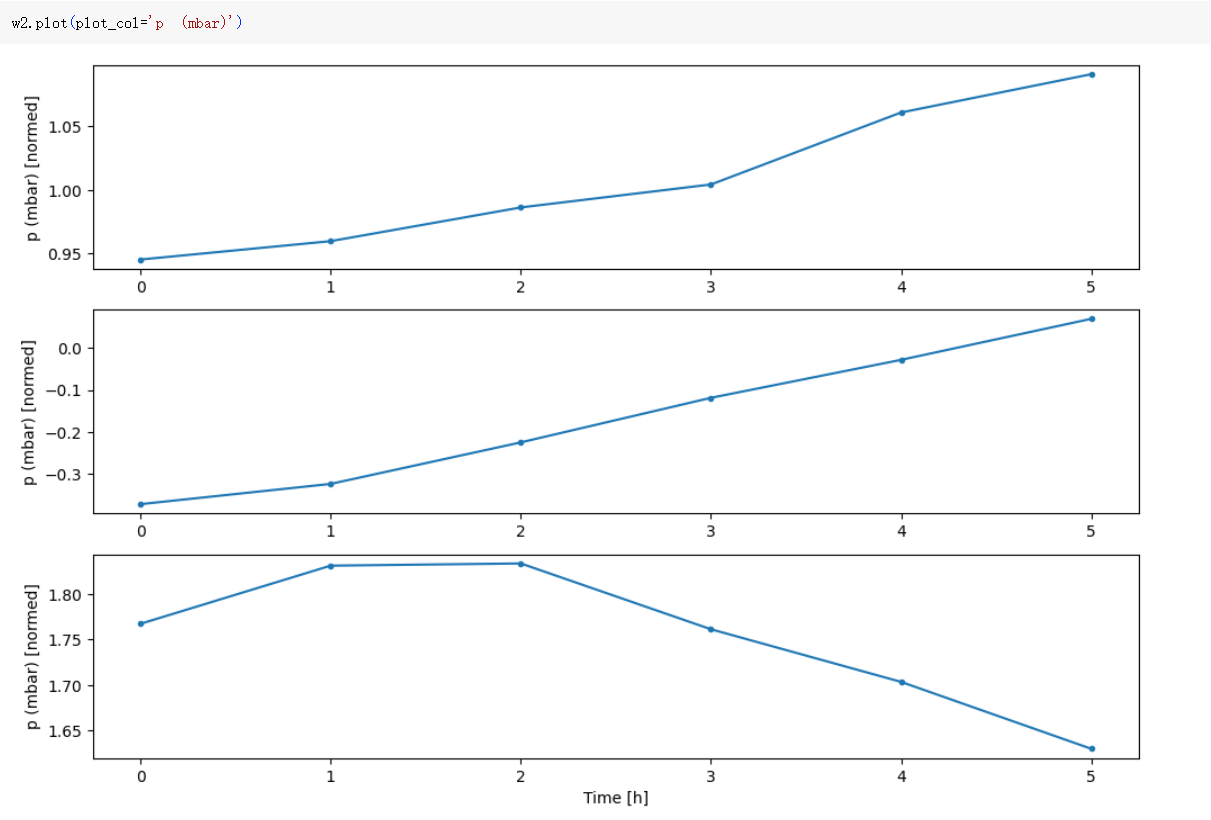 w2.plot(plot_col='p  (mbar)')
p (mbar) [normed]
1.05
1.00
0.95
0 1 2 3 4 5
p (mbar) [normed]
0.0
−0.1
−0.2
−0.3
0 1 2 3 4 5
p (mbar) [normed]
1.80
1.75
1.70
1.65
0 1 2 3 4 5
Time [h]